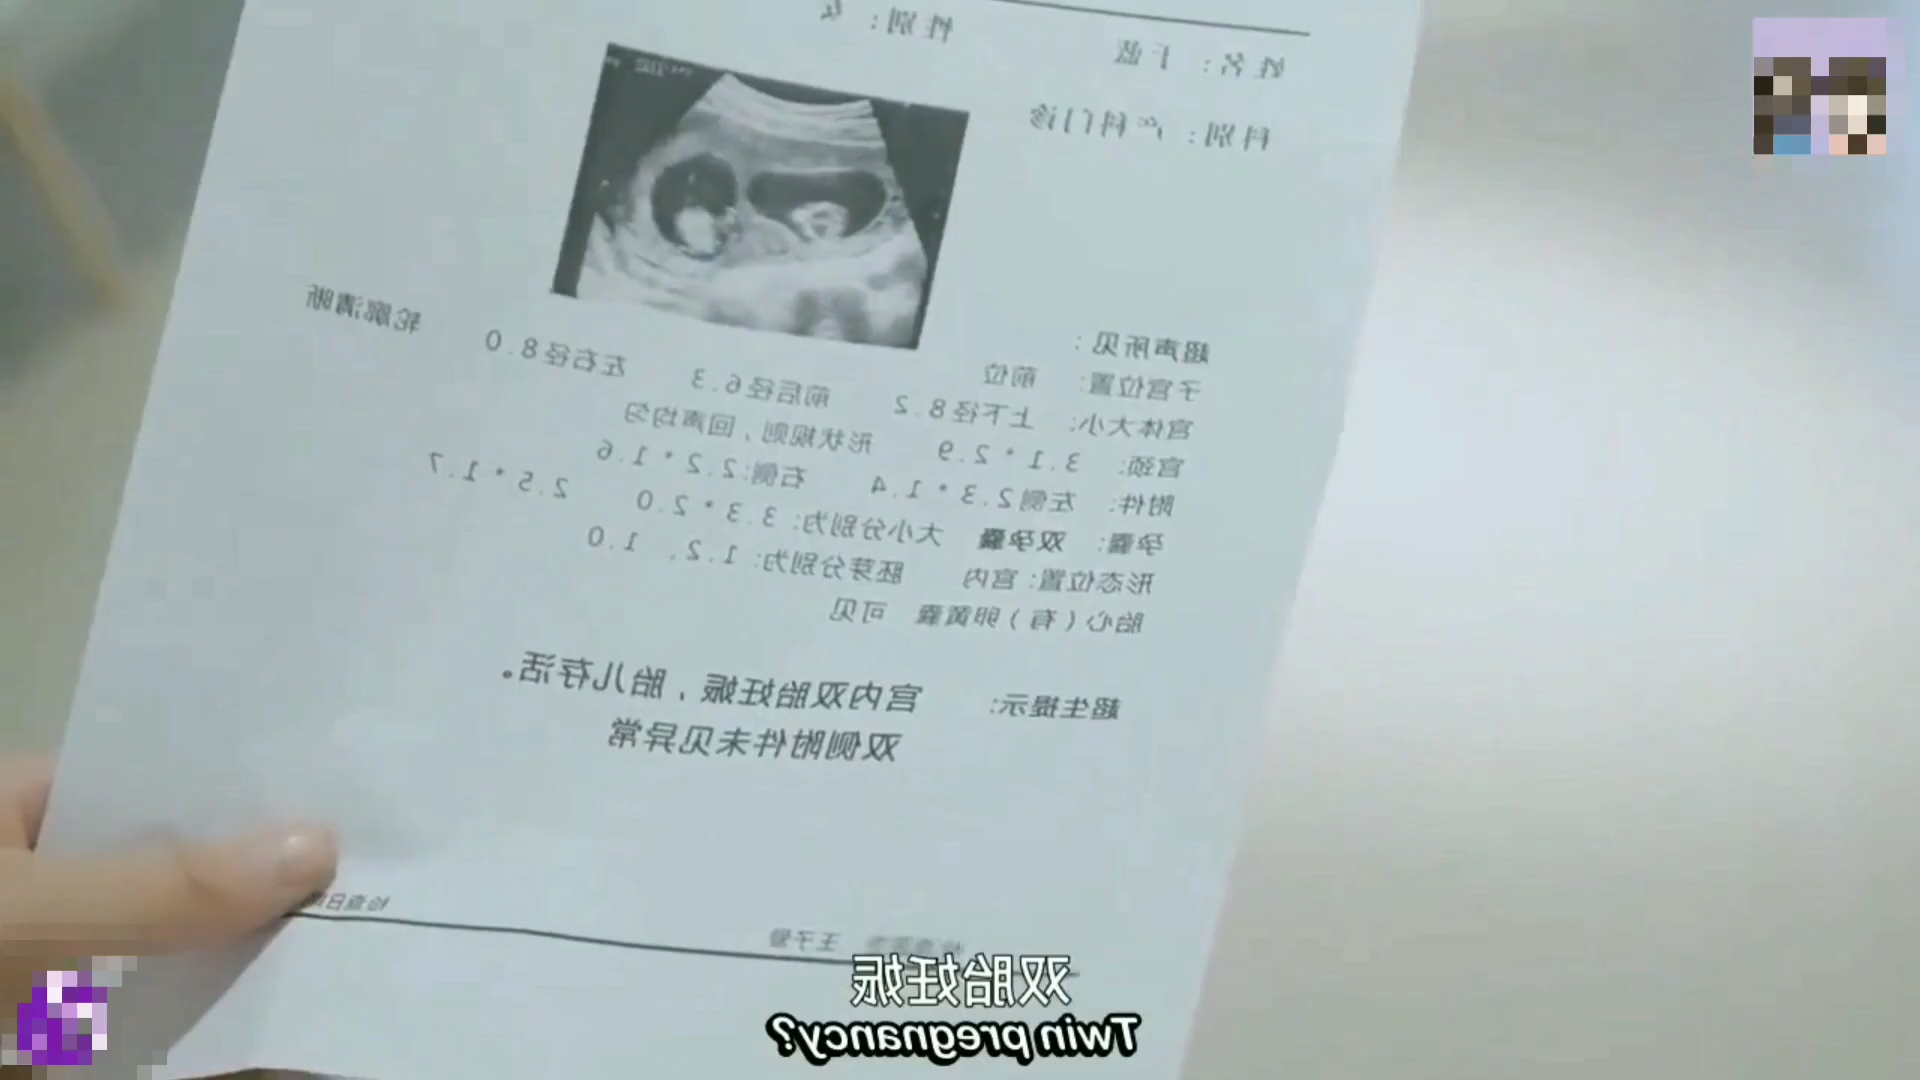 姓名：于蓝 性别：女
科别：产科门诊
超声所见：
子宫位置： 前位
宫体大小： 上下径8.2 前后径6.3 左右径8.0 轮廓清晰
宫颈： 3.1*2.9 形状规则，回声均匀
附件： 左侧2.3*1.4 右侧:2.2*1.6
孕囊： 双孕囊 大小分别为: 3.3*2.0 2.5*1.7
形态位置: 宫内 胚芽分别为: 1.2、1.0
胎心（有）卵黄囊 可见
超生提示: 宫内双胎妊娠，胎儿存活。
双侧附件未见异常
检查日
双胎妊娠
Twin pregnancy?